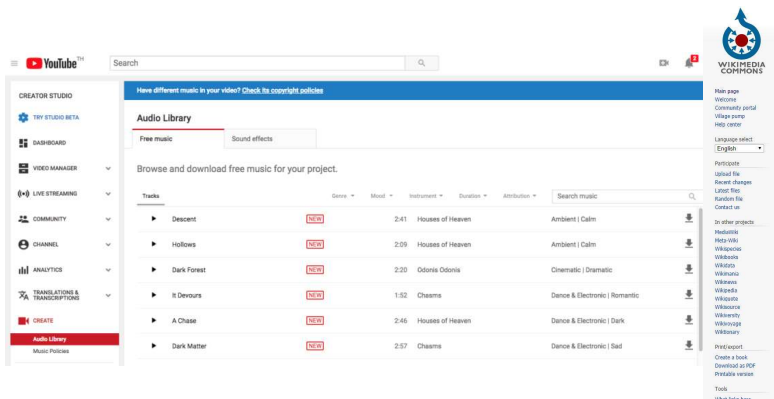 YouTube TH
Search
2
CREATOR STUDIO
TRY STUDIO BETA
DASHBOARD
VIDEO MANAGER
LIVE STREAMING
COMMUNITY
CHANNEL
ANALYTICS
TRANSLATIONS &
TRANSCRIPTIONS
CREATE
Audio Library
Music Policies
Have different music in your video? Check its copyright policies
Audio Library
Free music Sound effects
Browse and download free music for your project.
Tracks Genre Mood Instrument Duration Attribution Search music
Descent NEW 2:41 Houses of Heaven Ambient | Calm
Hollows NEW 2:09 Houses of Heaven Ambient | Calm
Dark Forest NEW 2:20 Odonis Odonis Cinematic | Dramatic
It Devours NEW 1:52 Chasms Dance & Electronic | Romantic
A Chase NEW 2:46 Houses of Heaven Dance & Electronic | Dark
Dark Matter NEW 2:57 Chasms Dance & Electronic | Sad
WIKIMEDIA
COMMONS
Main page
Welcome
Community portal
Village pump
Help center
Language select
English
Participate
Upload file
Recent changes
Latest files
Random file
Contact us
In other projects
MediaWiki
Meta-Wiki
Wikispecies
Wikibooks
Wikidata
Wikimania
Wikinews
Wikipedia
Wikiquote
Wikisource
Wikiversity
Wikivoyage
Wiktionary
Print/export
Create a book
Download as PDF
Printable version
Tools